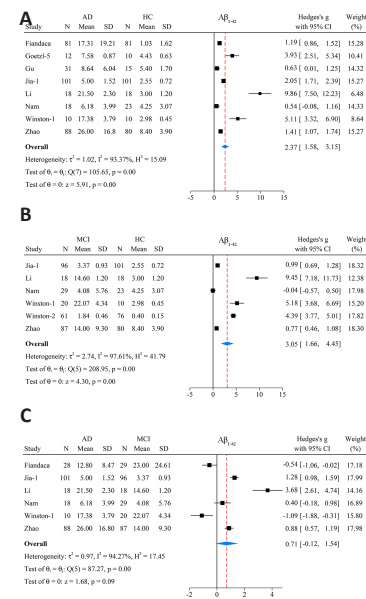 A
AD HC Aβ1-42 Hedges's g Weight
Study N Mean SD N Mean SD with 95% CI (%)
Fiandaca 81 17.31 19.21 81 1.03 1.62 1.19 [ 0.86, 1.52] 15.28
Goetzl-5 12 7.58 0.87 10 4.43 0.63 3.93 [ 2.51, 5.34] 10.41
Gu 31 8.64 6.04 15 5.40 1.70 0.63 [ 0.01, 1.25] 14.32
Jia-1 101 5.00 1.52 101 2.55 0.72 2.05 [ 1.71, 2.39] 15.27
Li 18 21.50 2.30 18 3.00 1.20 9.86 [ 7.50, 12.23] 6.48
Nam 18 6.18 3.99 23 4.25 3.07 0.54 [-0.08, 1.16] 14.33
Winston-1 10 17.38 3.79 10 2.98 0.45 5.11 [ 3.32, 6.90] 8.64
Zhao 88 26.00 16.8 80 8.40 3.90 1.41 [ 1.07, 1.74] 15.27
Overall 2.37 [ 1.58, 3.15]
Heterogeneity: τ² = 1.02, I² = 93.37%, H² = 15.09
Test of θi = θj: Q(7) = 105.65, p = 0.00
Test of θ = 0: z = 5.91, p = 0.00
-5 0 5 10 15
B
MCI HC Aβ1-42 Hedges's g Weight
Study N Mean SD N Mean SD with 95% CI (%)
Jia-1 96 3.37 0.93 101 2.55 0.72 0.99 [ 0.69, 1.28] 18.32
Li 18 14.60 1.20 18 3.00 1.20 9.45 [ 7.18, 11.73] 12.38
Nam 29 4.08 5.76 23 4.25 3.07 -0.04 [-0.57, 0.50] 17.98
Winston-1 20 22.07 4.34 10 2.98 0.45 5.18 [ 3.68, 6.69] 15.20
Winston-2 61 1.84 0.46 76 0.40 0.15 4.39 [ 3.77, 5.01] 17.82
Zhao 87 14.00 9.30 80 8.40 3.90 0.77 [ 0.46, 1.08] 18.30
Overall 3.05 [ 1.66, 4.45]
Heterogeneity: τ² = 2.74, I² = 97.61%, H² = 41.79
Test of θi = θj: Q(5) = 208.95, p = 0.00
Test of θ = 0: z = 4.30, p = 0.00
-5 0 5 10 15
C
AD MCI Aβ1-42 Hedges's g Weight
Study N Mean SD N Mean SD with 95% CI (%)
Fiandaca 28 12.80 8.47 29 23.00 24.61 -0.54 [-1.06, -0.02] 17.18
Jia-1 101 5.00 1.52 96 3.37 0.93 1.28 [ 0.98, 1.59] 17.99
Li 18 21.50 2.30 18 14.60 1.20 3.68 [ 2.61, 4.74] 14.16
Nam 18 6.18 3.99 29 4.08 5.76 0.40 [-0.18, 0.98] 16.89
Winston-1 10 17.38 3.79 20 22.07 4.34 -1.09 [-1.88, -0.31] 15.80
Zhao 88 26.00 16.80 87 14.00 9.30 0.88 [ 0.57, 1.19] 17.98
Overall 0.71 [-0.12, 1.54]
Heterogeneity: τ² = 0.97, I² = 94.27%, H² = 17.45
Test of θi = θj: Q(5) = 87.27, p = 0.00
Test of θ = 0: z = 1.68, p = 0.09
-2 0 2 4